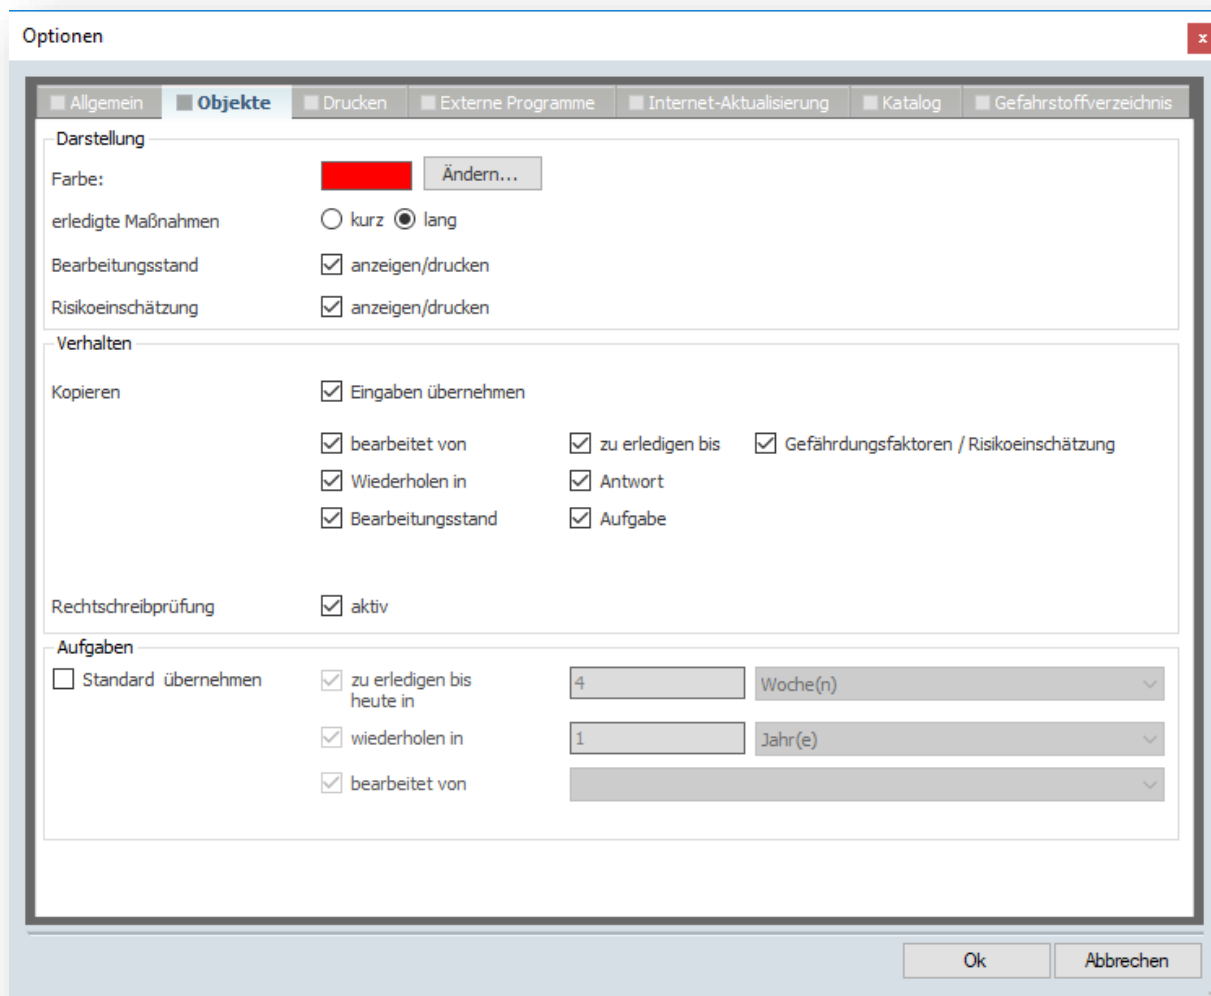 Optionen
x
Allgemein Objekte Drucken Externe Programme Internet-Aktualisierung Katalog Gefahrstoffverzeichnis
Darstellung
Farbe: Ändern...
erledigte Maßnahmen kurz lang
Bearbeitungsstand anzeigen/drucken
Risikoeinschätzung anzeigen/drucken
Verhalten
Kopieren Eingaben übernehmen
bearbeitet von zu erledigen bis Gefährdungsfaktoren / Risikoeinschätzung
Wiederholen in Antwort
Bearbeitungsstand Aufgabe
Rechtschreibprüfung aktiv
Aufgaben
Standard übernehmen zu erledigen bis 4 Woche(n)
heute in
wiederholen in 1 Jahr(e)
bearbeitet von
Ok Abbrechen